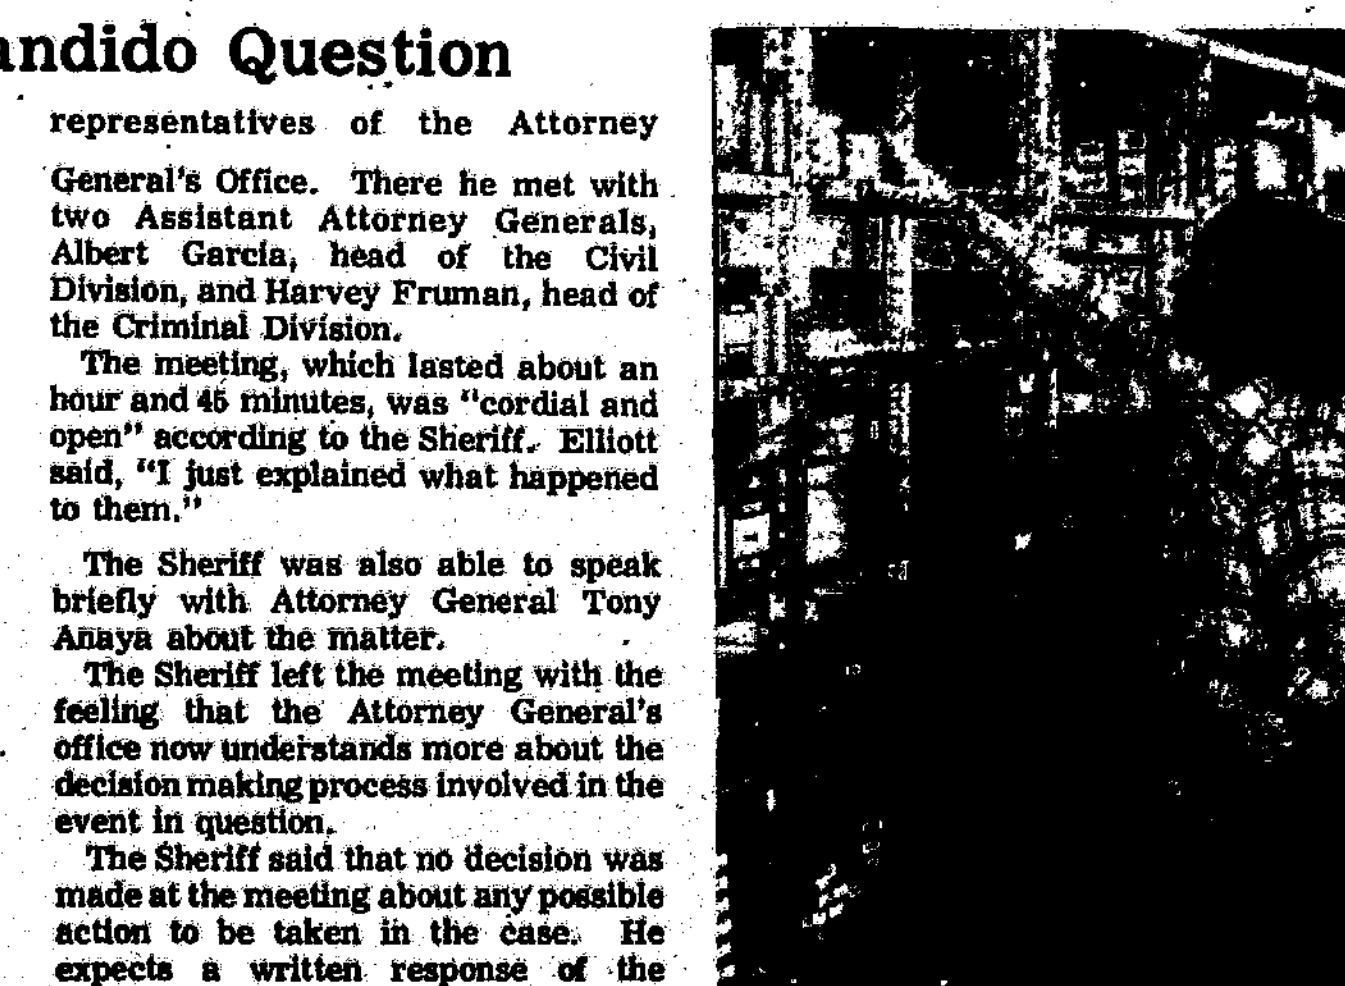 andido Question
representatives of the Attorney
General's Office. There he met with
two Assistant Attorney Generals,
Albert Garcia, head of the Civil
Division, and Harvey Fruman, head of
the Criminal Division.
The meeting, which lasted about an
hour and 45 minutes, was "cordial and
open" according to the Sheriff. Elliott
said, "I just explained what happened
to them."
The Sheriff was also able to speak
briefly with Attorney General Tony
Anaya about the matter.
The Sheriff left the meeting with the
feeling that the Attorney General's
office now understands more about the
decision making process involved in the
event in question.
The Sheriff said that no decision was
made at the meeting about any possible
action to be taken in the case. He
expects a written response of the